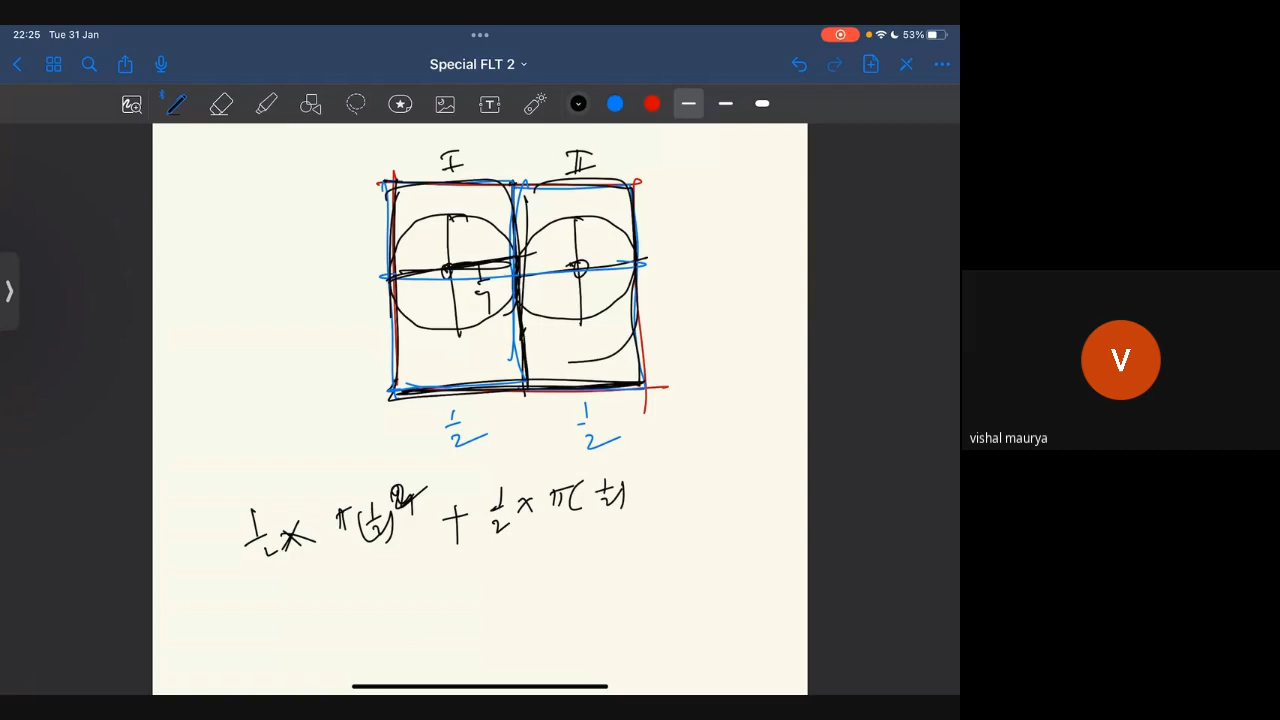 22:25 Tue 31 Jan
53%
Special FLT 2
T
I II
V
vishal maurya
1/2 1/2
1/2 × π(1/2)² + 1/2 × π(1/2)